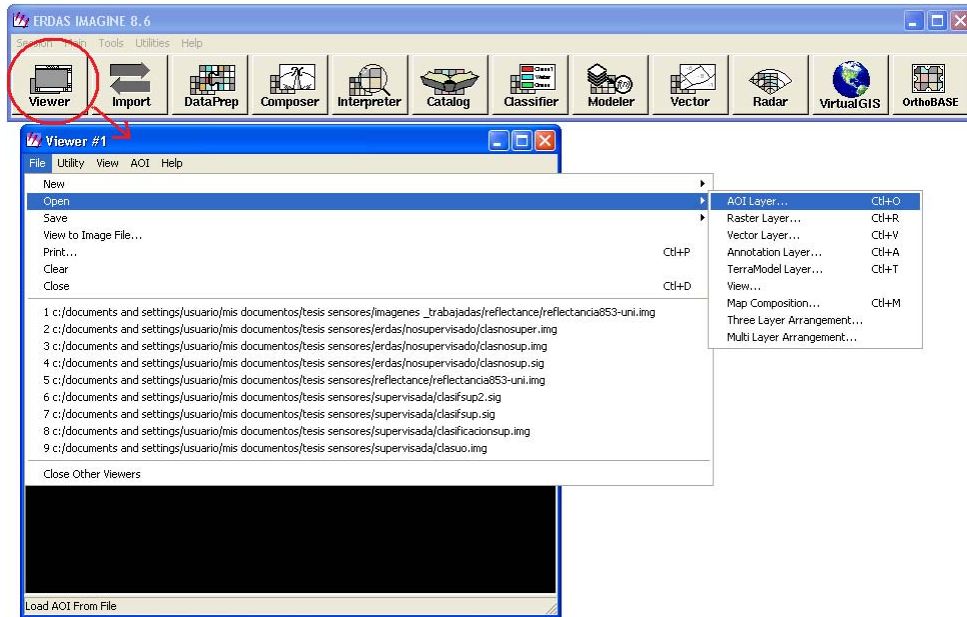 ERDAS IMAGINE 8.6
Session Main Tools Utilities Help
Viewer Import DataPrep Composer Interpreter Catalog Classifier Modeler Vector Radar VirtualGIS OrthoBASE
Viewer #1
File Utility View AOI Help
New
Open
Save
View to Image File...
Print... Ctl+P
Clear
Close Ctl+D
1 c:/documents and settings/usuario/mis documentos/tesis sensores/imagenes _trabajadas/reflectance/reflectancia853-uni.img
2 c:/documents and settings/usuario/mis documentos/tesis sensores/erdas/nosupervisado/clasnosuper.img
3 c:/documents and settings/usuario/mis documentos/tesis sensores/erdas/nosupervisado/clasnosup.img
4 c:/documents and settings/usuario/mis documentos/tesis sensores/erdas/nosupervisado/clasnosup.sig
5 c:/documents and settings/usuario/mis documentos/tesis sensores/reflectance/reflectancia853-uni.img
6 c:/documents and settings/usuario/mis documentos/tesis sensores/supervisada/clasifsup2.sig
7 c:/documents and settings/usuario/mis documentos/tesis sensores/supervisada/clasifsup.sig
8 c:/documents and settings/usuario/mis documentos/tesis sensores/supervisada/clasificacionsup.img
9 c:/documents and settings/usuario/mis documentos/tesis sensores/supervisada/clasuo.img
Close Other Viewers
AOI Layer... Ctl+O
Raster Layer... Ctl+R
Vector Layer... Ctl+V
Annotation Layer... Ctl+A
TerraModel Layer... Ctl+T
View...
Map Composition... Ctl+M
Three Layer Arrangement...
Multi Layer Arrangement...
Load AOI From File